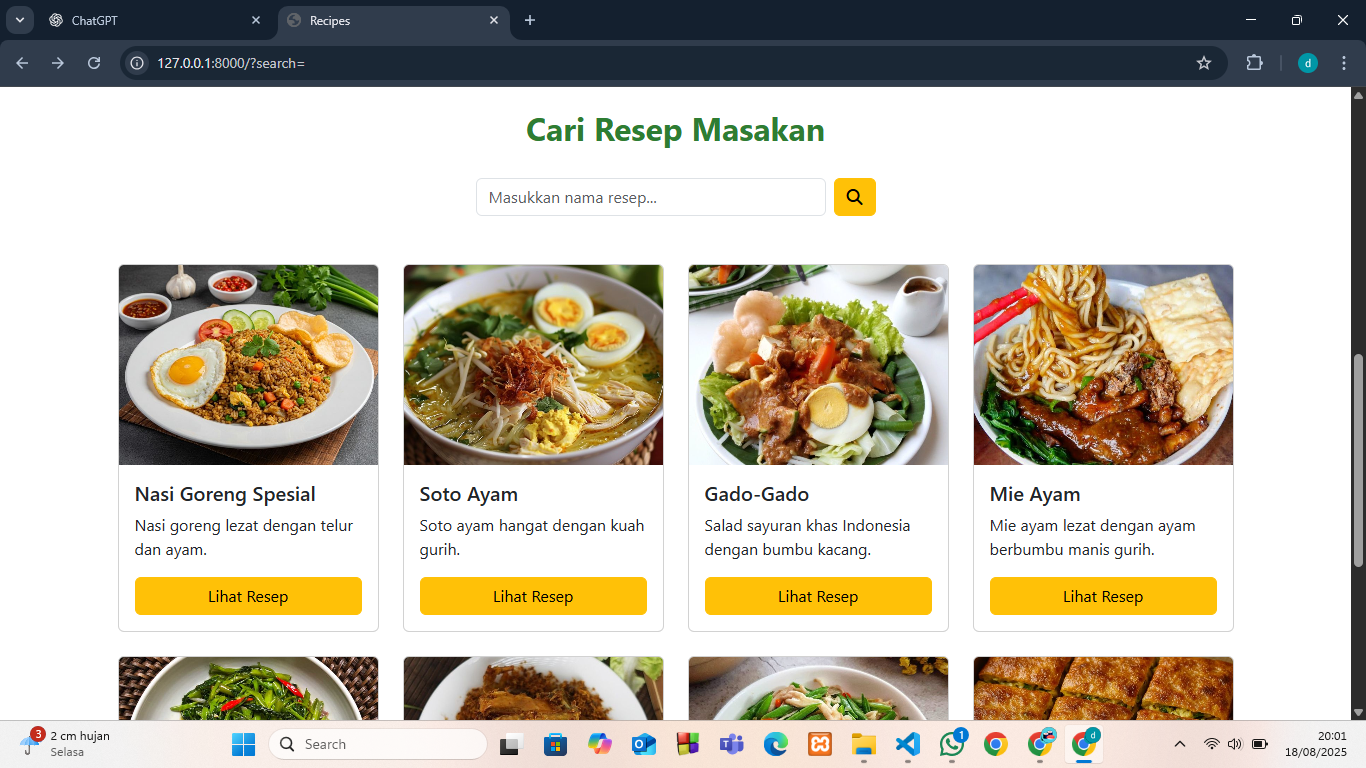 ChatGPT
Recipes
127.0.0.1:8000/?search=
d
Cari Resep Masakan
Masukkan nama resep...
Nasi Goreng Spesial
Nasi goreng lezat dengan telur
dan ayam.
Lihat Resep
Soto Ayam
Soto ayam hangat dengan kuah
gurih.
Lihat Resep
Gado-Gado
Salad sayuran khas Indonesia
dengan bumbu kacang.
Lihat Resep
Mie Ayam
Mie ayam lezat dengan ayam
berbumbu manis gurih.
Lihat Resep
3
2 cm hujan
Selasa
Search
1
d
20:01
18/08/2025